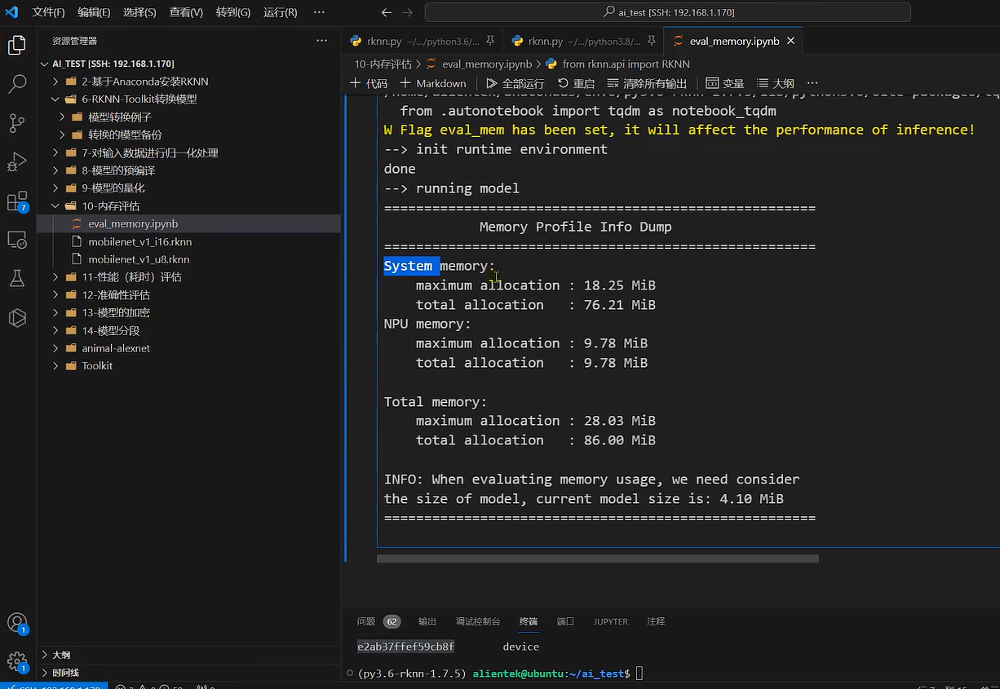 文件(F) 编辑(E) 选择(S) 查看(V) 转到(G) 运行(R) ··· ai_test [SSH: 192.168.1.170]
资源管理器 ···
AI_TEST [SSH: 192.168.1.170]
2-基于Anaconda安装RKNN
6-RKNN-Toolkit转换模型
模型转换例子
转换的模型备份
7-对输入数据进行归一化处理
8-模型的预编译
9-模型的量化
10-内存评估
eval_memory.ipynb
mobilenet_v1_i16.rknn
mobilenet_v1_u8.rknn
11-性能（耗时）评估
12-准确性评估
13-模型的加密
14-模型分段
animal-alexnet
Toolkit
大纲
时间线
7
1
1
rknn.py ~/.../python3.6/... rknn.py ~/.../python3.8/... eval_memory.ipynb
10-内存评估 > eval_memory.ipynb > from rknn.api import RKNN
代码 Markdown 全部运行 重启 清除所有输出 变量 大纲 ···
from .autonotebook import tqdm as notebook_tqdm
W Flag eval_mem has been set, it will affect the performance of inference!
--> init runtime environment
done
--> running model
======================================================
Memory Profile Info Dump
======================================================
System memory:
maximum allocation : 18.25 MiB
total allocation   : 76.21 MiB
NPU memory:
maximum allocation : 9.78 MiB
total allocation   : 9.78 MiB
Total memory:
maximum allocation : 28.03 MiB
total allocation   : 86.00 MiB
INFO: When evaluating memory usage, we need consider
the size of model, current model size is: 4.10 MiB
======================================================
问题 62 输出 调试控制台 终端 端口 JUPYTER 注释
e2ab37ffef59cb8f device
(py3.6-rknn-1.7.5) alientek@ubuntu:~/ai_test$